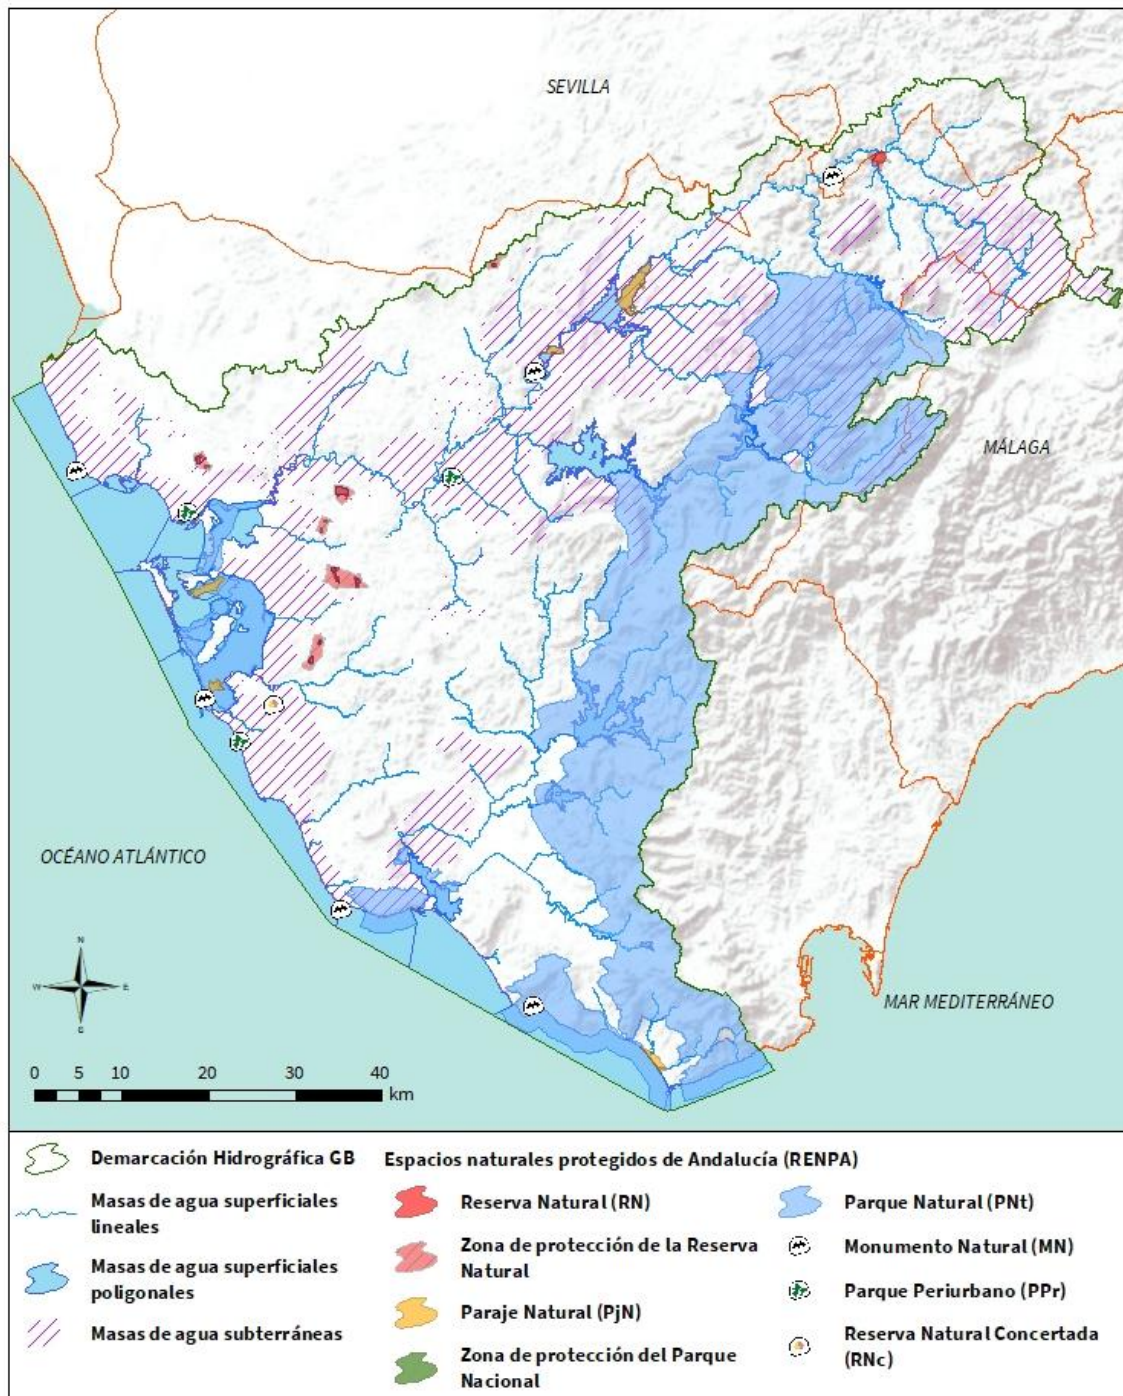 SEVILLA
MÁLAGA
OCÉANO ATLÁNTICO
MAR MEDITERRÁNEO
N
W E
S
0 5 10 20 30 40
km
Demarcación Hidrográfica GB
Masas de agua superficiales
lineales
Masas de agua superficiales
poligonales
Masas de agua subterráneas
Espacios naturales protegidos de Andalucía (RENPA)
Reserva Natural (RN)
Zona de protección de la Reserva
Natural
Paraje Natural (PjN)
Zona de protección del Parque
Nacional
Parque Natural (PNt)
Monumento Natural (MN)
Parque Periurbano (PPr)
Reserva Natural Concertada
(RNc)